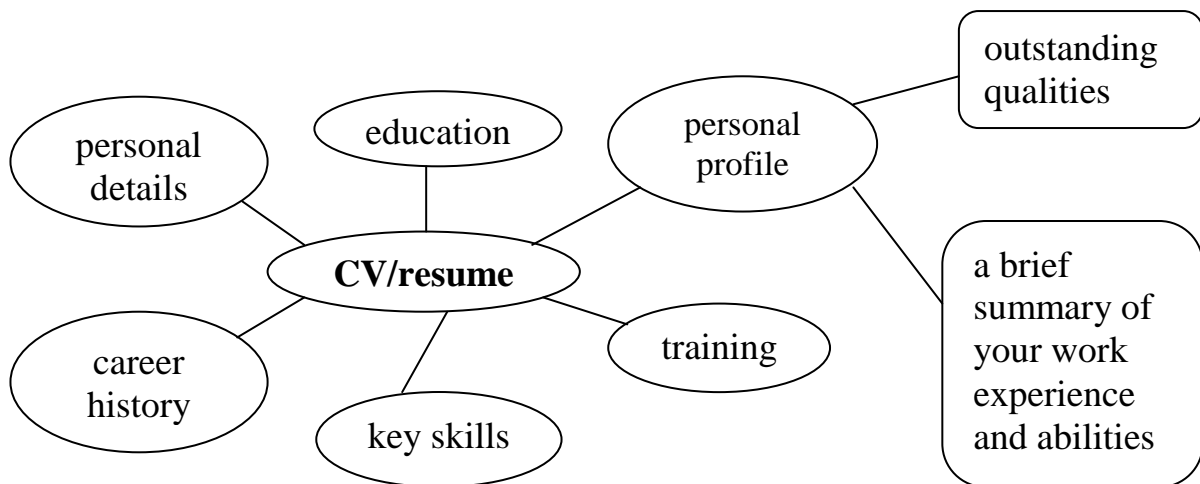 outstanding
qualities
personal
details
education
personal
profile
CV/resume
a brief
summary of
your work
experience
and abilities
career
history
key skills
training